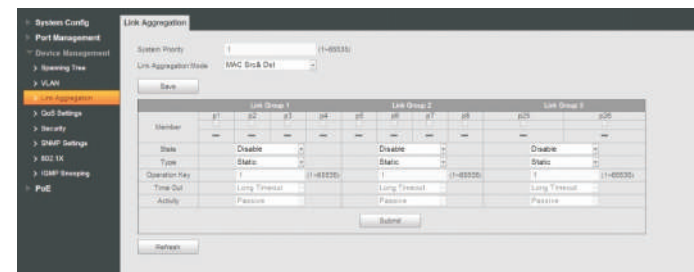 System Config
Link Aggregation
Port Management
Device Management
Spanning Tree
VLAN
Link Aggregation
QoS Settings
Security
SNMP Settings
802.1X
IGMP Snooping
PoE
System Priority 1 (1~65535)
Link Aggregation Mode MAC Src& Dst
Save
Link Group 1 Link Group 2 Link Group 3
Member p1 p2 p3 p4 p5 p6 p7 p8 p25 p26
State Disable Disable Disable
Type Static Static Static
Operation Key 1 (1~65535) 1 (1~65535) 1 (1~65535)
Time Out Long Timeout Long Timeout Long Timeout
Activity Passive Passive Passive
Submit
Refresh